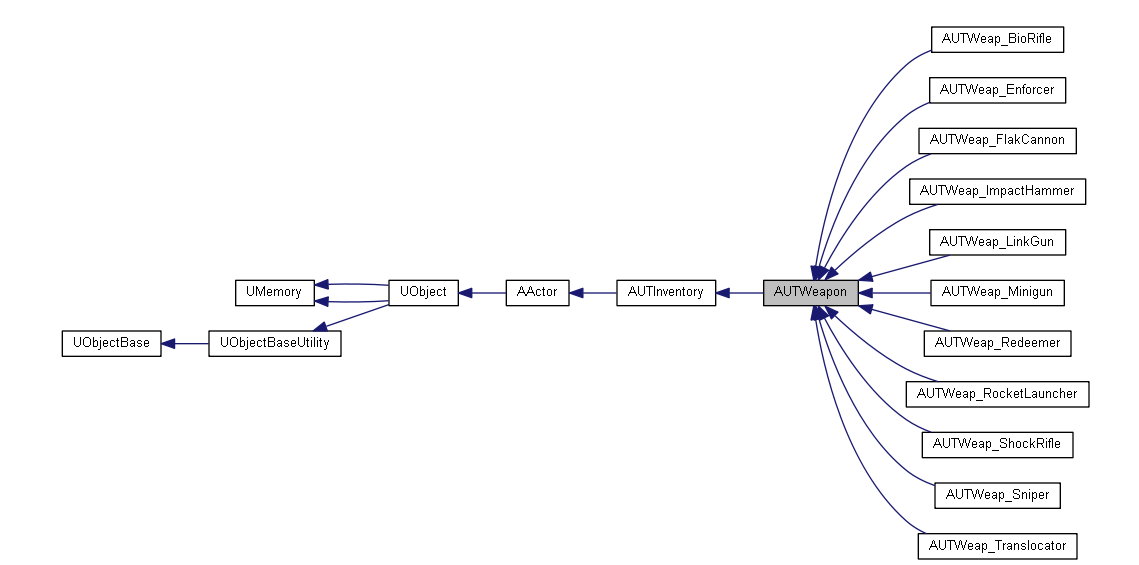 AUTWeap_BioRifle
AUTWeap_Enforcer
AUTWeap_FlakCannon
AUTWeap_ImpactHammer
AUTWeap_LinkGun
UMemory
UObject
AActor
AUTInventory
AUTWeapon
AUTWeap_Minigun
UObjectBase
UObjectBaseUtility
AUTWeap_Redeemer
AUTWeap_RocketLauncher
AUTWeap_ShockRifle
AUTWeap_Sniper
AUTWeap_Translocator